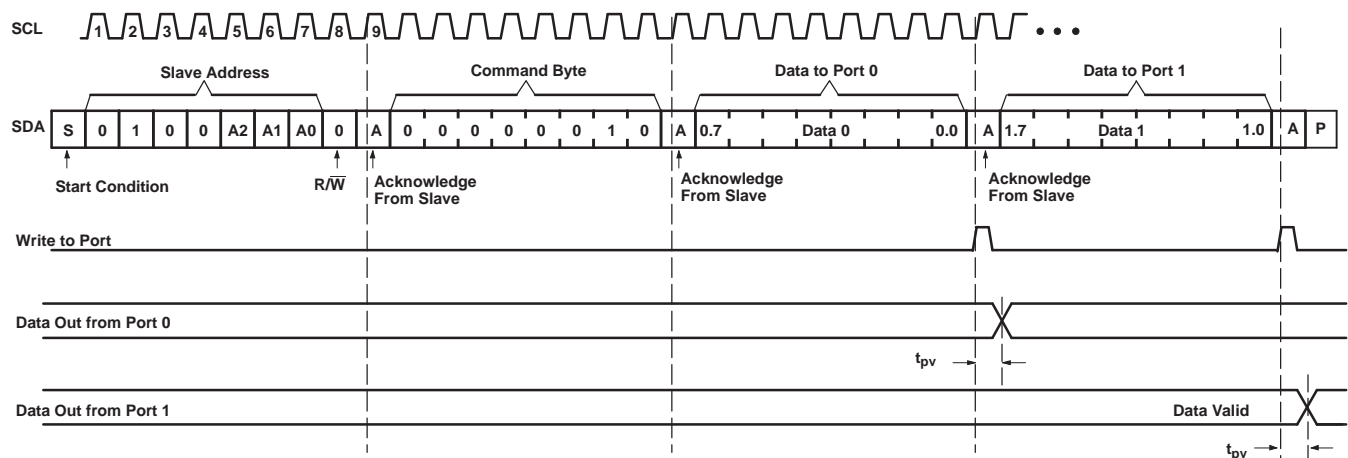 SCL 1 2 3 4 5 6 7 8 9
Slave Address Command Byte Data to Port 0 Data to Port 1
SDA S 0 1 0 0 A2 A1 A0 0 A 0 0 0 0 0 0 1 0 A 0.7 Data 0 0.0 A 1.7 Data 1 1.0 A P
Start Condition R/W̅ Acknowledge From Slave Acknowledge From Slave Acknowledge From Slave
Write to Port
Data Out from Port 0
tpv
Data Out from Port 1 Data Valid
tpv